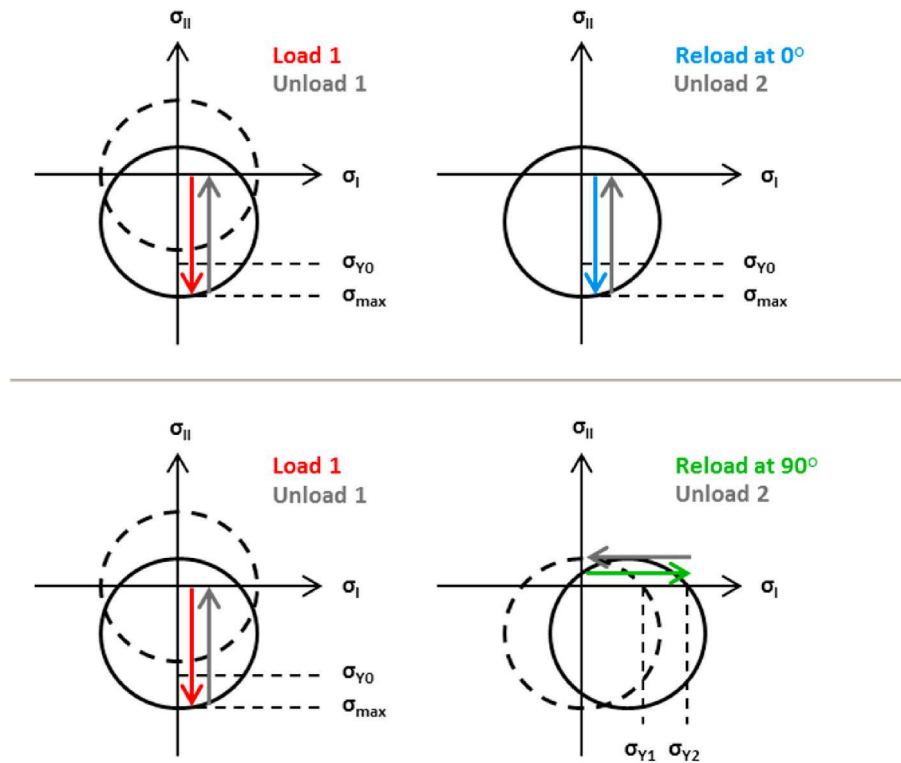 σII
Load 1
Unload 1
σI
σY0
σmax
σII
Reload at 0°
Unload 2
σI
σY0
σmax
σII
Load 1
Unload 1
σI
σY0
σmax
σII
Reload at 90°
Unload 2
σI
σY1 σY2